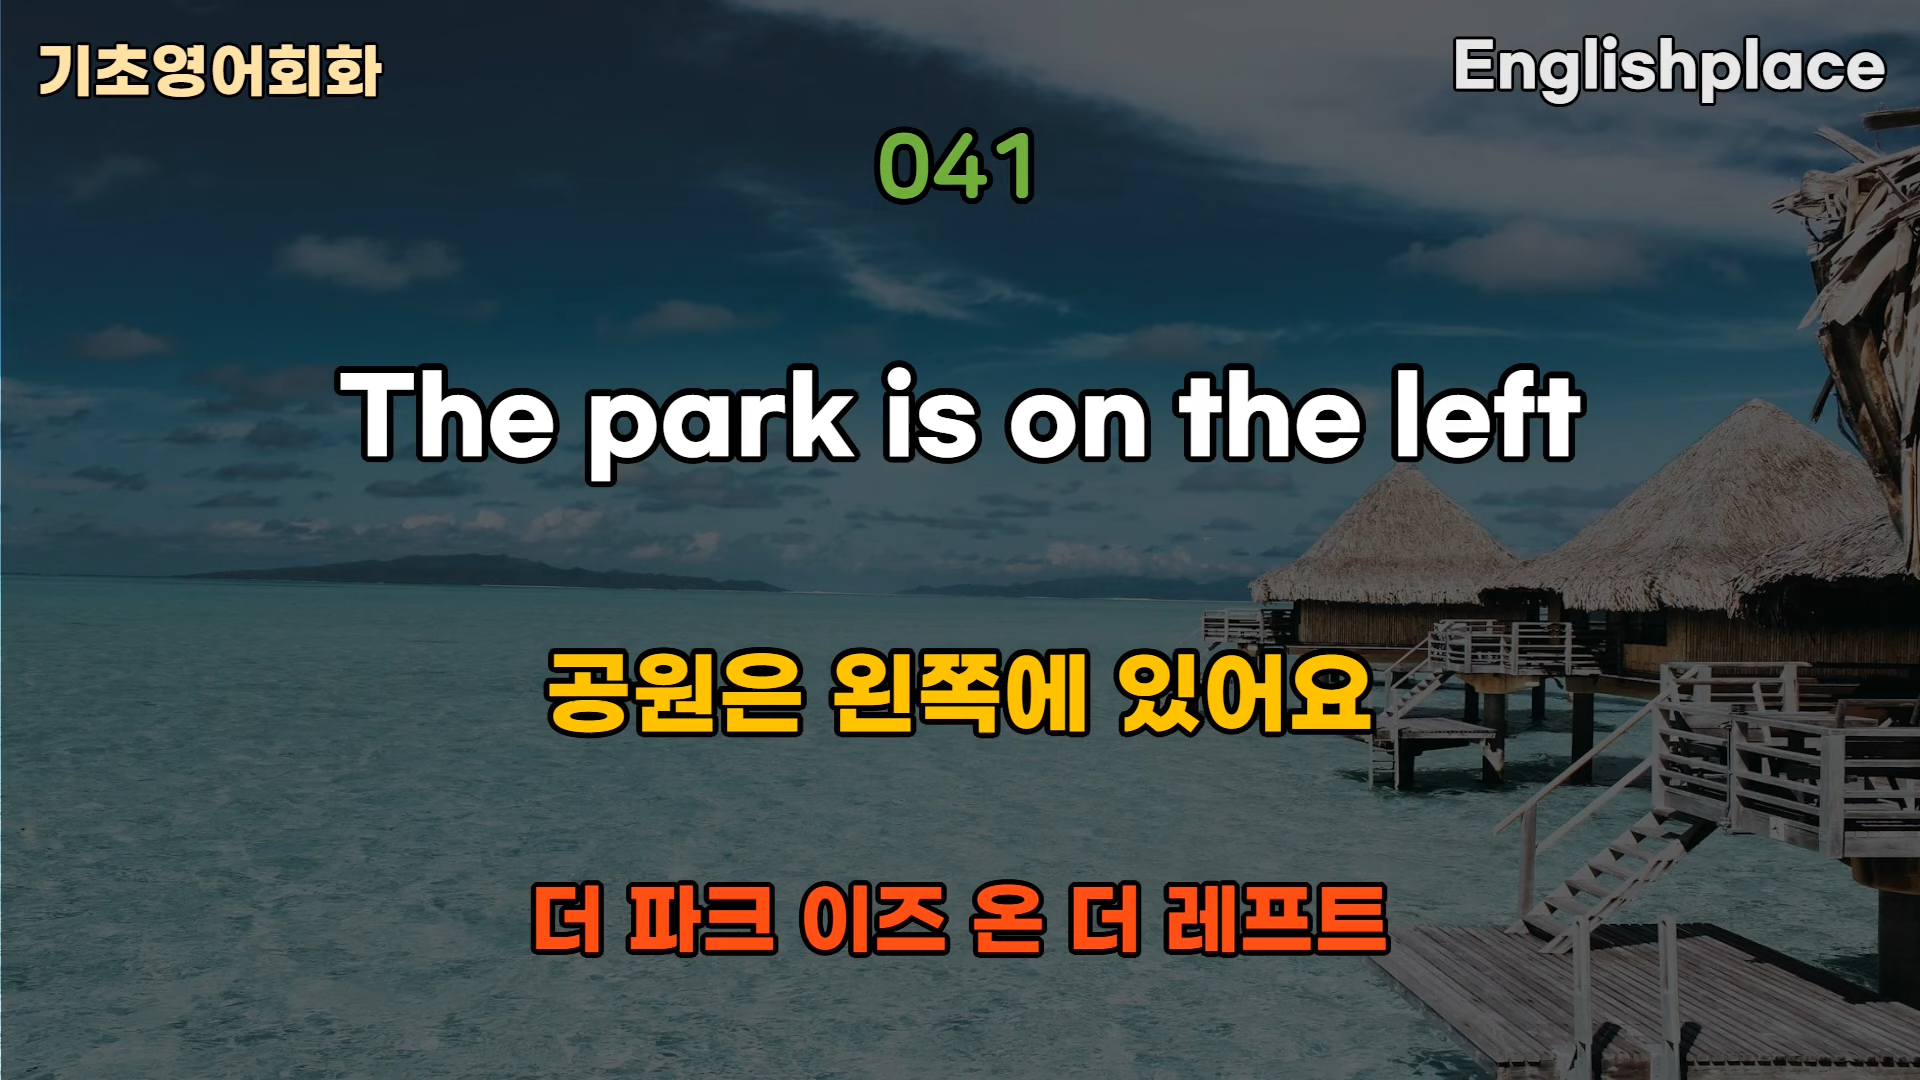 기초영어회화
Englishplace
041
The park is on the left
공원은 왼쪽에 있어요
더 파크 이즈 온 더 레프트